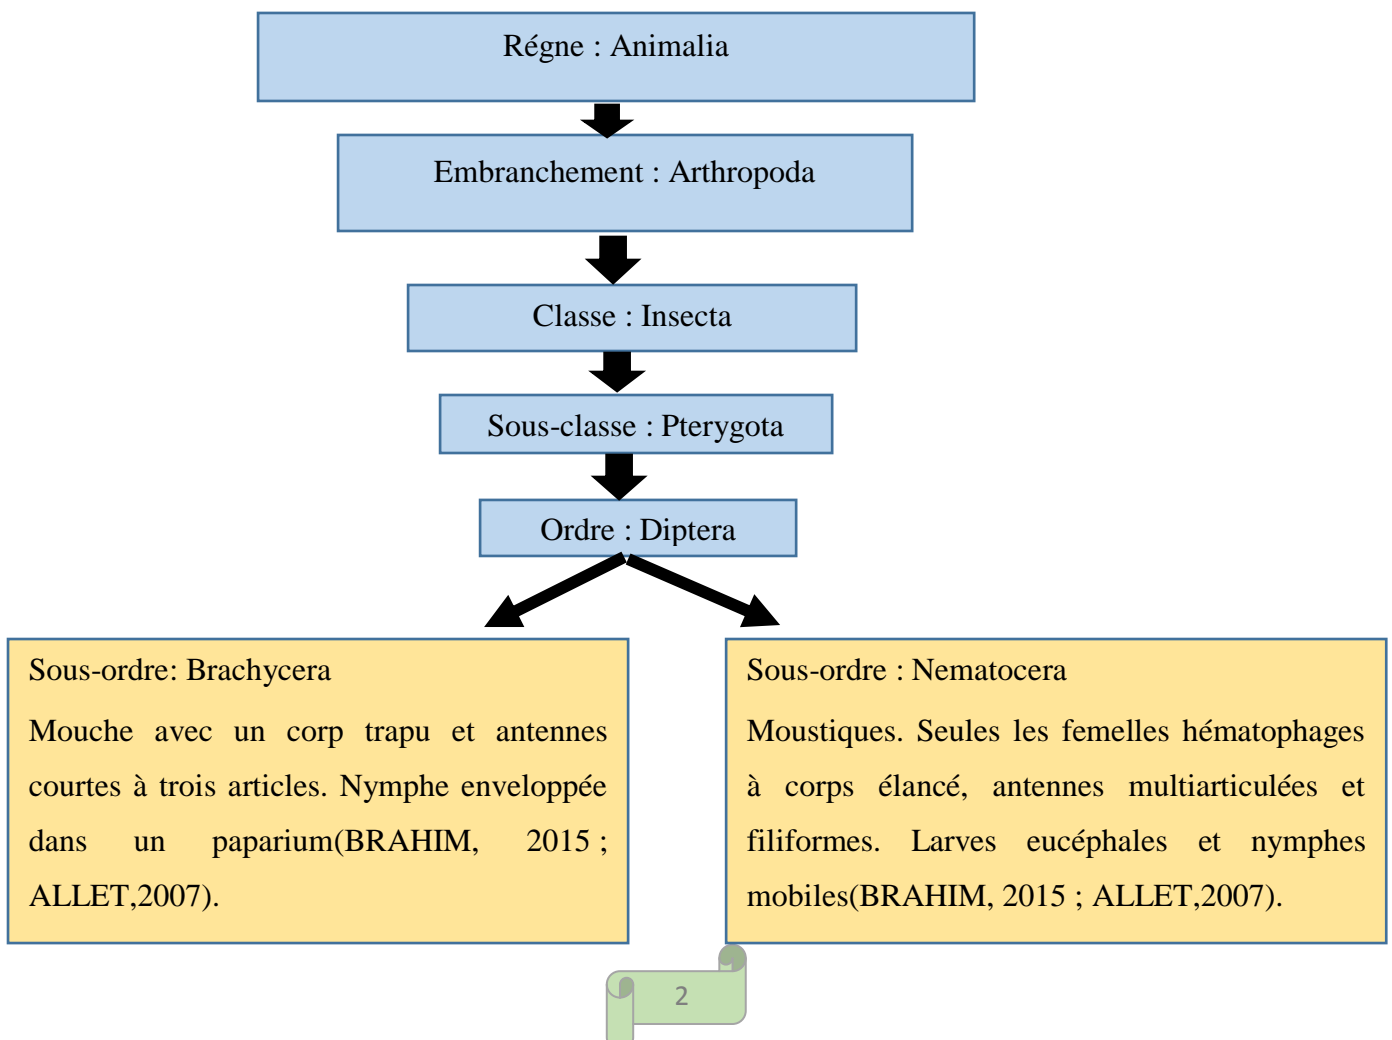 Régne : Animalia
Embranchement : Arthropoda
Classe : Insecta
Sous-classe : Pterygota
Ordre : Diptera
Sous-ordre: Brachycera
Mouche avec un corp trapu et antennes
courtes à trois articles. Nymphe enveloppée
dans un paparium(BRAHIM, 2015 ;
ALLET,2007).
Sous-ordre : Nematocera
Moustiques. Seules les femelles hématophages
à corps élancé, antennes multiarticulées et
filiformes. Larves eucéphales et nymphes
mobiles(BRAHIM, 2015 ; ALLET,2007).
2